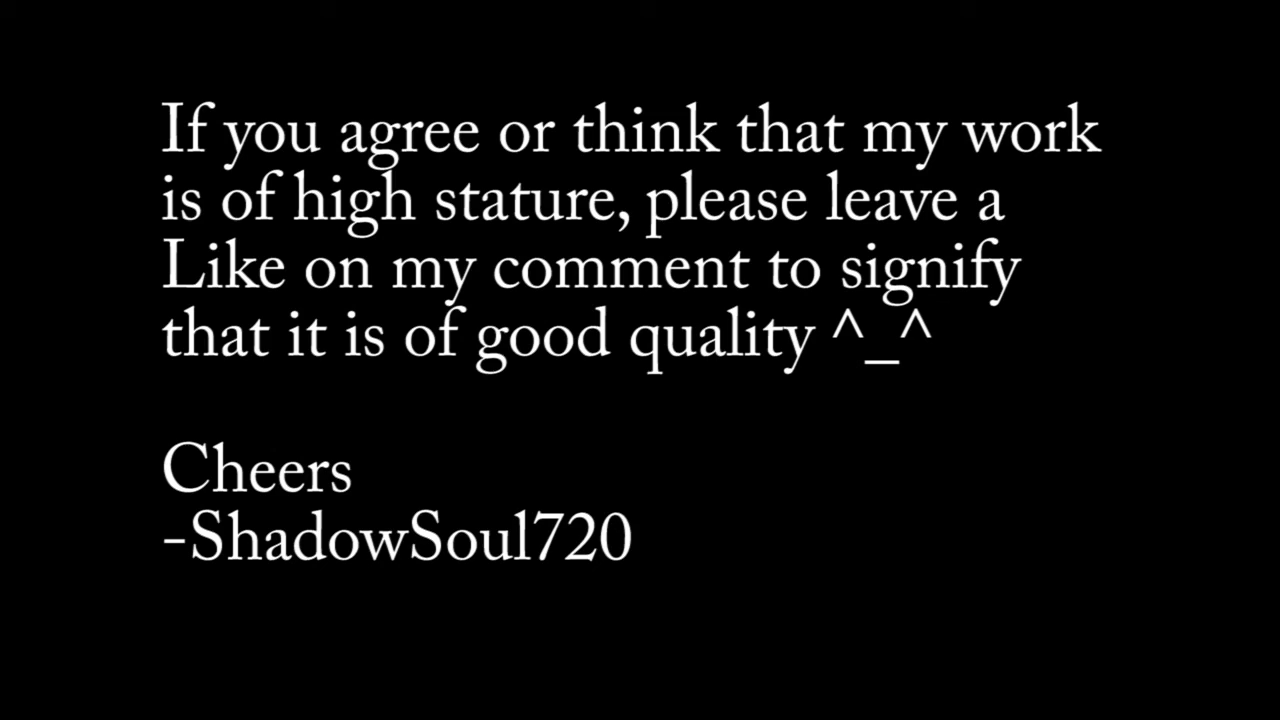 If you agree or think that my work
is of high stature, please leave a
Like on my comment to signify
that it is of good quality ^_^
Cheers
-ShadowSoul720